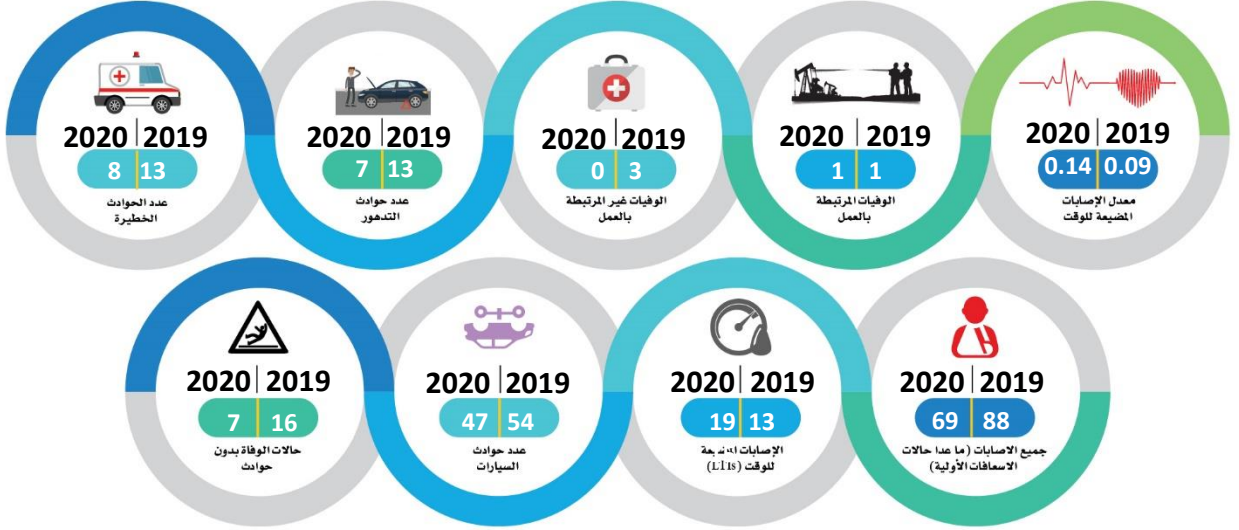 2020 | 2019
8 13
عدد الحوادث
الخطيرة
2020 | 2019
7 13
عدد حوادث
التدهور
2020 | 2019
0 3
الوفيات غير المرتبطة
بالعمل
2020 | 2019
1 1
الوفيات المرتبطة
بالعمل
2020 | 2019
0.14 0.09
معدل الإصابات
المضيعة للوقت
2020 | 2019
7 16
حالات الوفاة بدون
حوادث
2020 | 2019
47 54
عدد حوادث
السيارات
2020 | 2019
19 13
الإصابات
للوقت
2020 | 2019
69 88
جميع الاصابات (ما عدا حالات
الاسعافات الأولية)